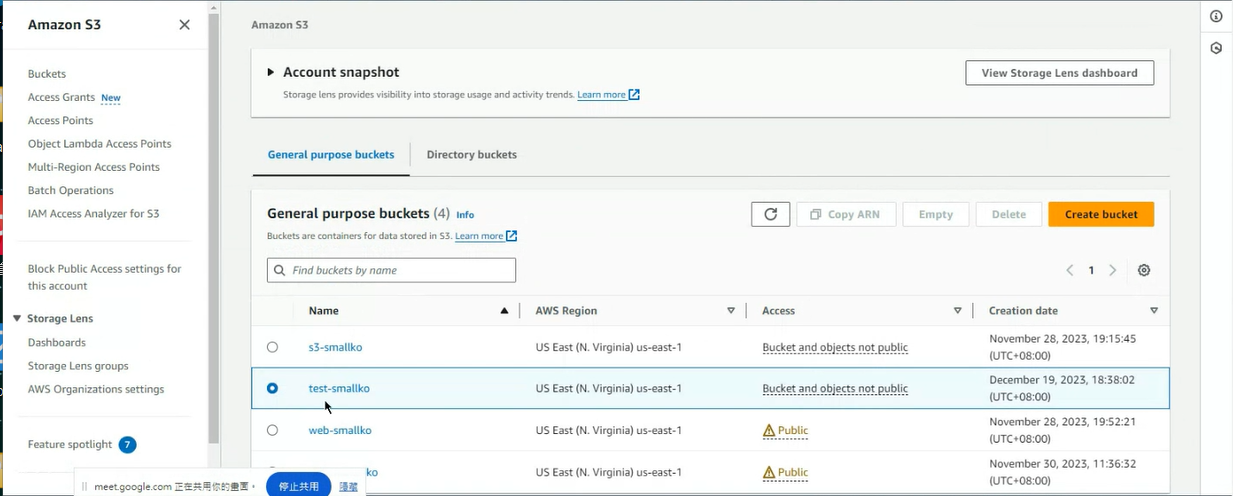 Amazon S3
Buckets
Access Grants New
Access Points
Object Lambda Access Points
Multi-Region Access Points
Batch Operations
IAM Access Analyzer for S3
Block Public Access settings for
this account
Storage Lens
Dashboards
Storage Lens groups
AWS Organizations settings
Feature spotlight 7
Amazon S3
Account snapshot
View Storage Lens dashboard
Storage lens provides visibility into storage usage and activity trends. Learn more
General purpose buckets
Directory buckets
General purpose buckets (4) Info
Buckets are containers for data stored in S3. Learn more
Copy ARN
Empty
Delete
Create bucket
Find buckets by name
1
Name AWS Region Access Creation date
s3-smallko US East (N. Virginia) us-east-1 Bucket and objects not public November 28, 2023, 19:15:45
(UTC+08:00)
test-smallko US East (N. Virginia) us-east-1 Bucket and objects not public December 19, 2023, 18:38:02
(UTC+08:00)
web-smallko US East (N. Virginia) us-east-1 Public November 28, 2023, 19:52:21
(UTC+08:00)
ko US East (N. Virginia) us-east-1 Public November 30, 2023, 11:36:32
(UTC+08:00)
meet.google.com 正在共用你的畫面。
停止共用
隱藏